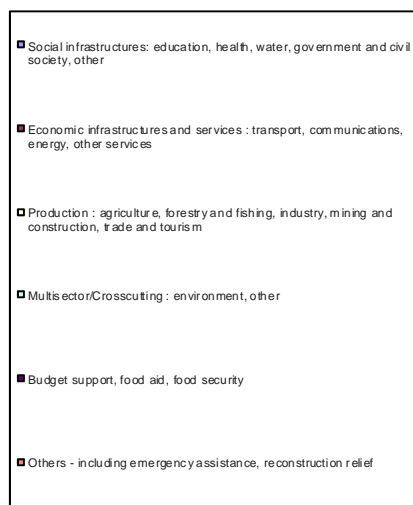 Social infrastructures: education, health, water, government and civil
society, other
Economic infrastructures and services : transport, communications,
energy, other services
Production : agriculture, forestry and fishing, industry, mining and
construction, trade and tourism
Multisector/Crosscutting : environment, other
Budget support, food aid, food security
Others - including emergency assistance, reconstruction relief